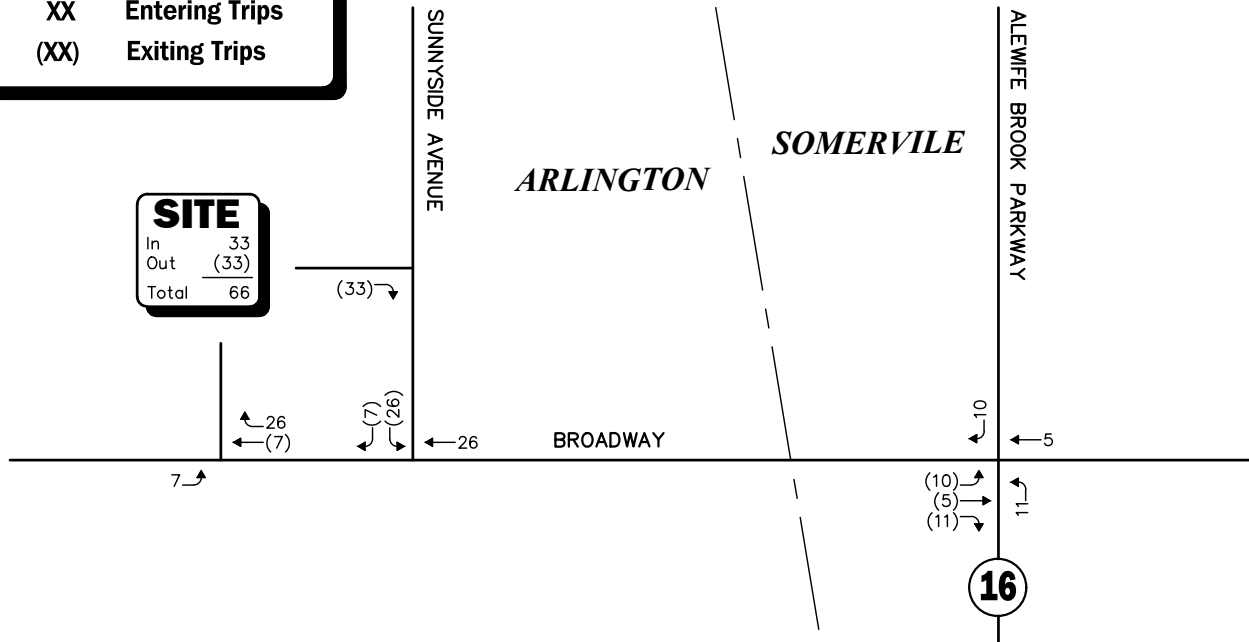 XX Entering Trips
(XX) Exiting Trips
SUNNYSIDE AVENUE
ALEWIFE BROOK PARKWAY
SOMERVILE
ARLINGTON
SITE
In 33
Out (33)
Total 66
(33)
26
(7)
7
(7)
(26)
26
BROADWAY
10
5
(10)
(5)
(11)
11
16